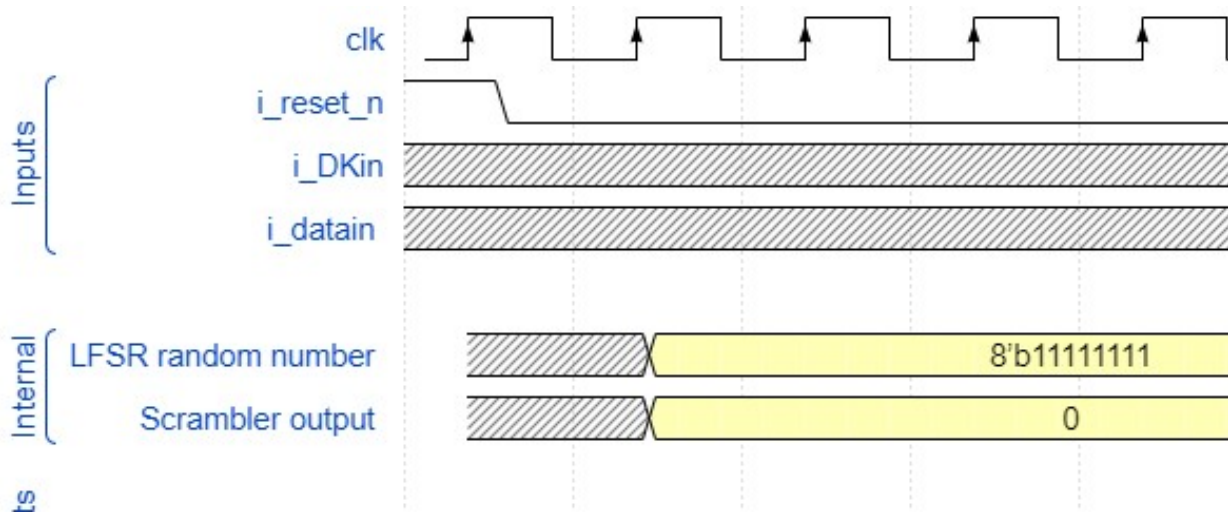 clk
Inputs
i_reset_n
i_DKin
i_datain
Internal
LFSR random number
8'b11111111
Scrambler output
0
ts